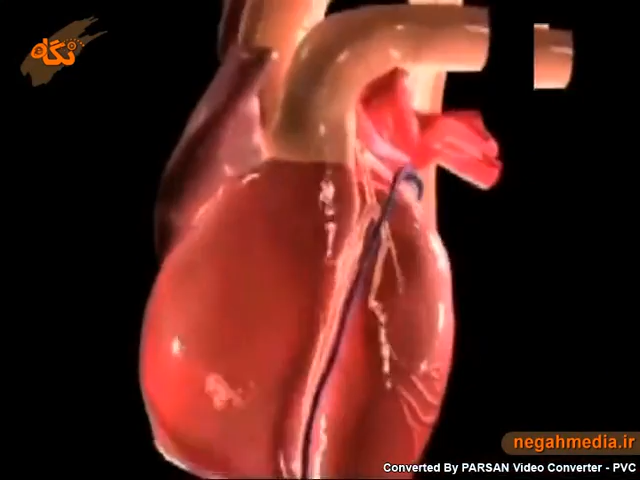 نگاه
negahmedia.ir
Converted By PARSAN Video Converter - PVC